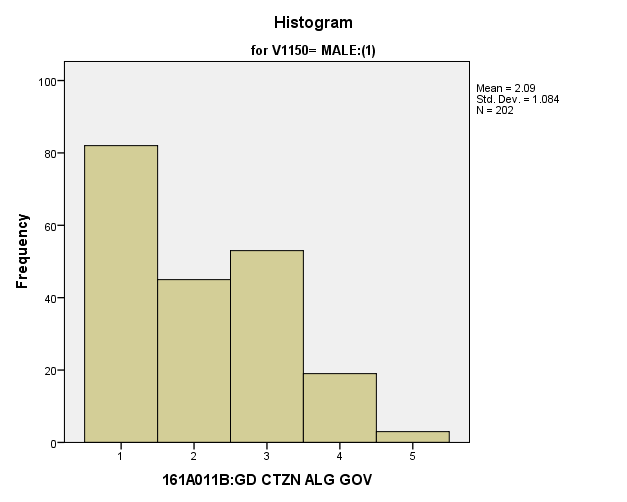 Histogram
for V1150= MALE:(1)
Mean = 2.09
Std. Dev. = 1.084
N = 202
100
80
60
40
20
0
Frequency
1 2 3 4 5
161A011B:GD CTZN ALG GOV